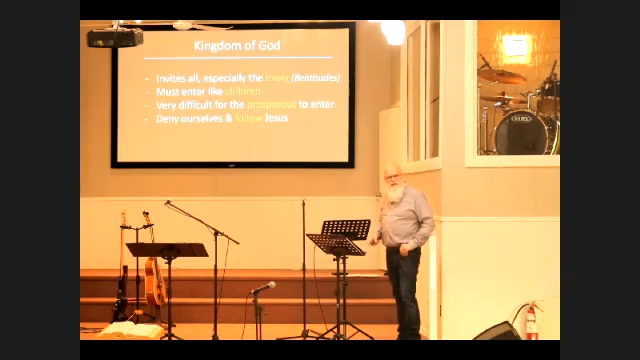 Kingdom of God
- Invites all, especially the lowly (Beatitudes)
- Must enter like children
- Very difficult for the prosporous to enter
- Deny ourselves & follow Jesus